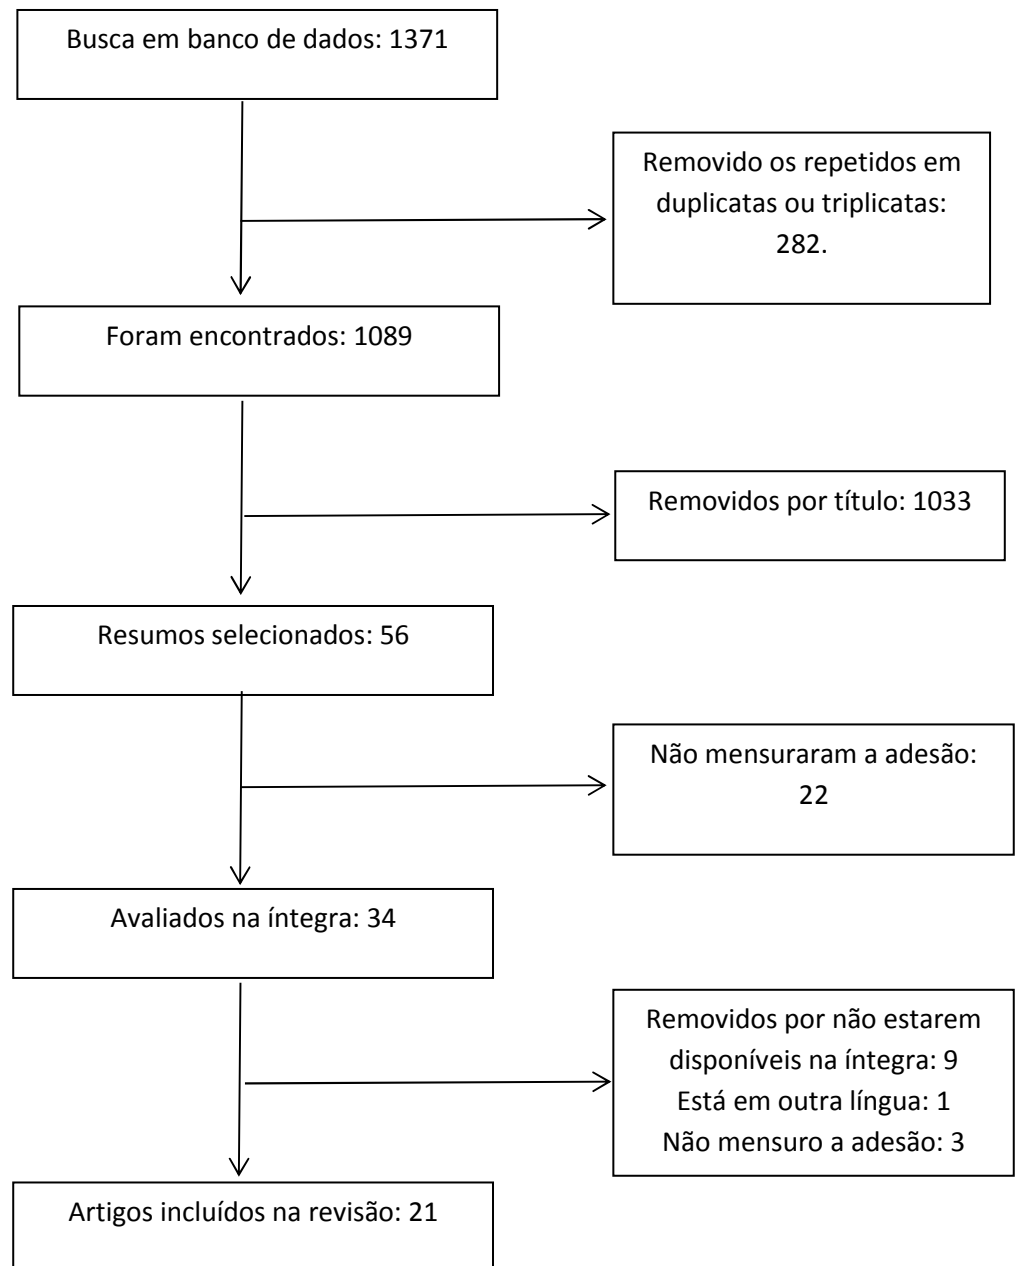 Busca em banco de dados: 1371
Removido os repetidos em
duplicatas ou triplicatas:
282.
Foram encontrados: 1089
Removidos por título: 1033
Resumos selecionados: 56
Não mensuraram a adesão:
22
Avaliados na íntegra: 34
Removidos por não estarem
disponíveis na íntegra: 9
Está em outra língua: 1
Não mensuro a adesão: 3
Artigos incluídos na revisão: 21